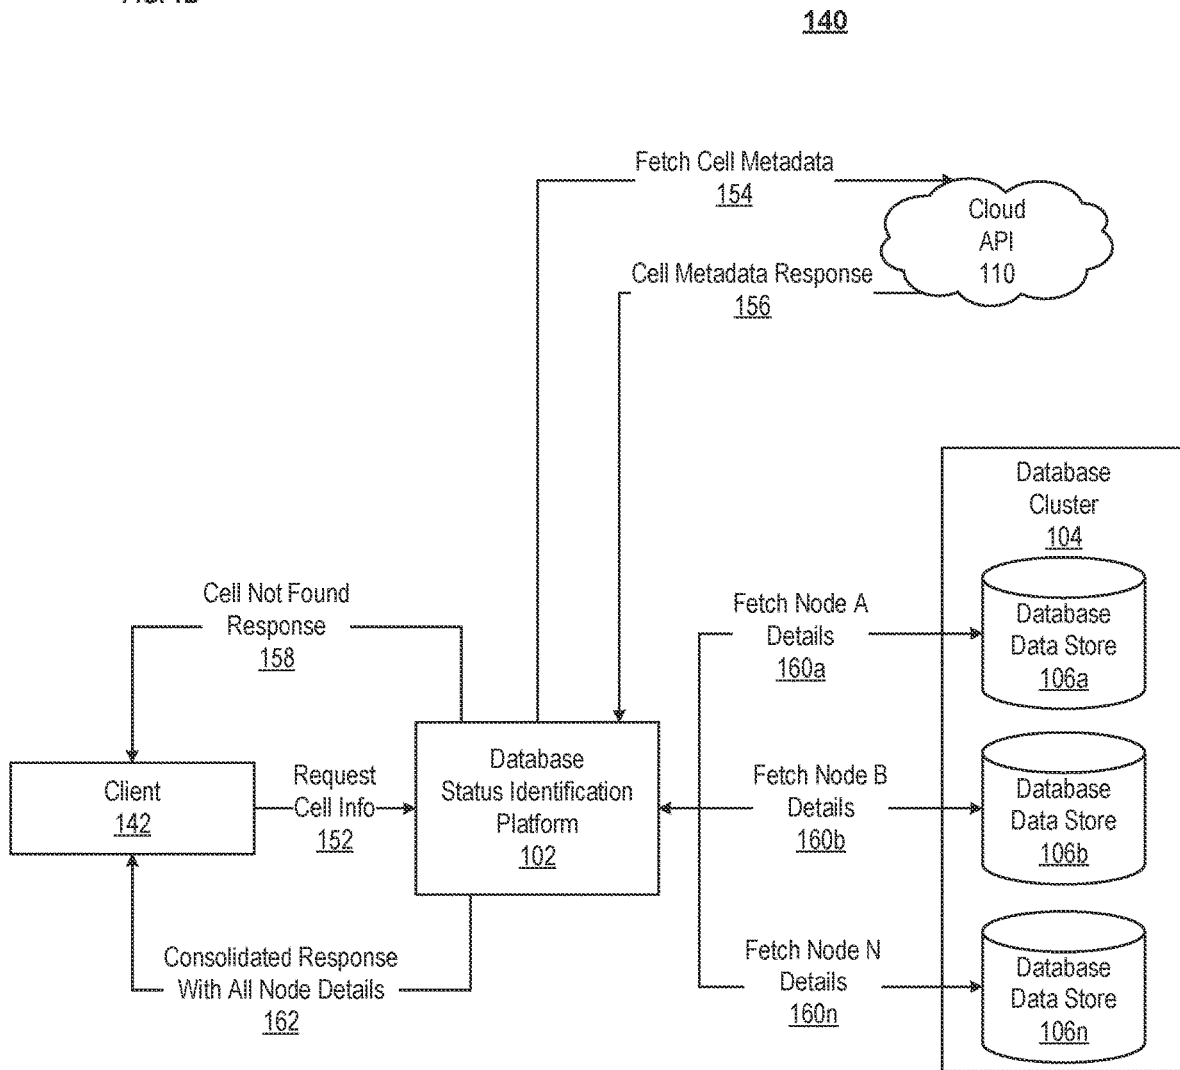 140
Fetch Cell Metadata
154
Cloud
API
110
Cell Metadata Response
156
Database
Cluster
104
Cell Not Found
Response
158
Fetch Node A
Details
160a
Database
Data Store
106a
Client
142
Request
Cell Info
152
Database
Status Identification
Platform
102
Fetch Node B
Details
160b
Database
Data Store
106b
Consolidated Response
With All Node Details
162
Fetch Node N
Details
160n
Database
Data Store
106n